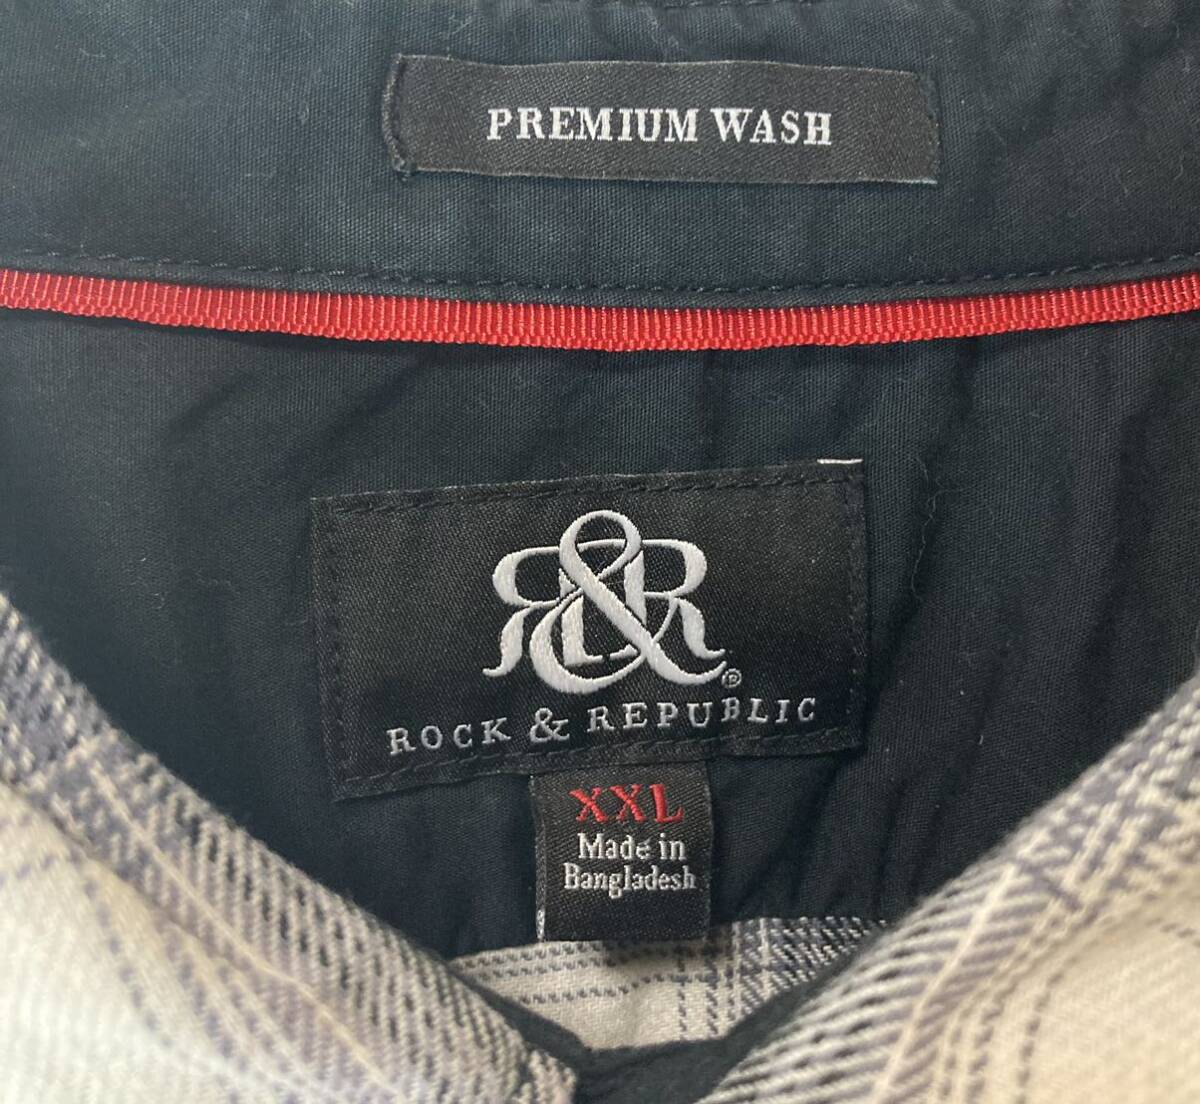 PREMIUM WASH
R&R®
ROCK & REPUBLIC
XXL
Made in
Bangladesh